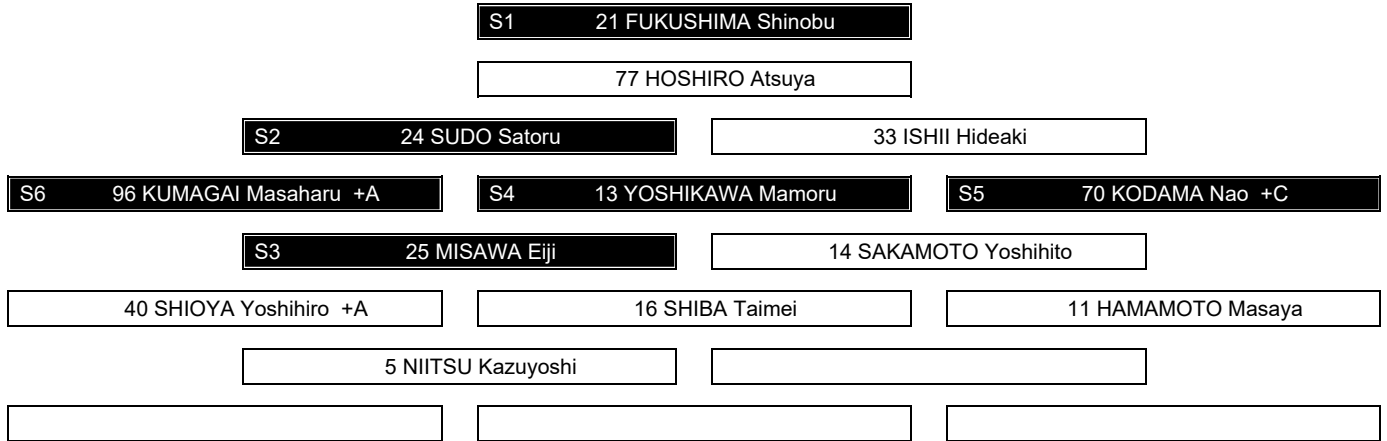 S1 21 FUKUSHIMA Shinobu
77 HOSHIRO Atsuya
S2 24 SUDO Satoru
33 ISHII Hideaki
S6 96 KUMAGAI Masaharu +A
S4 13 YOSHIKAWA Mamoru
S5 70 KODAMA Nao +C
S3 25 MISAWA Eiji
14 SAKAMOTO Yoshihito
40 SHIOYA Yoshihiro +A
16 SHIBA Taimei
11 HAMAMOTO Masaya
5 NIITSU Kazuyoshi